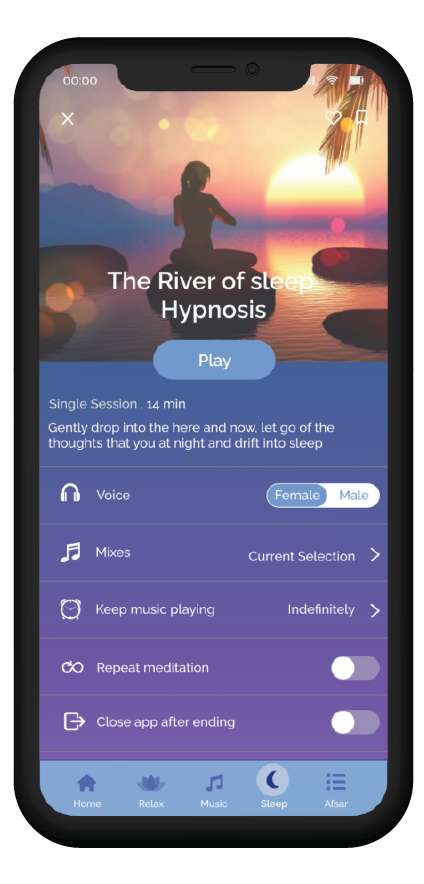 00:00
The River of sleep
Hypnosis
Play
Single Session . 14 min
Gently drop into the here and now, let go of the
thoughts that you at night and drift into sleep
Voice Female Male
Mixes Current Selection
Keep music playing Indefinitely
Repeat meditation
Close app after ending
Home Relax Music Sleep Afsar